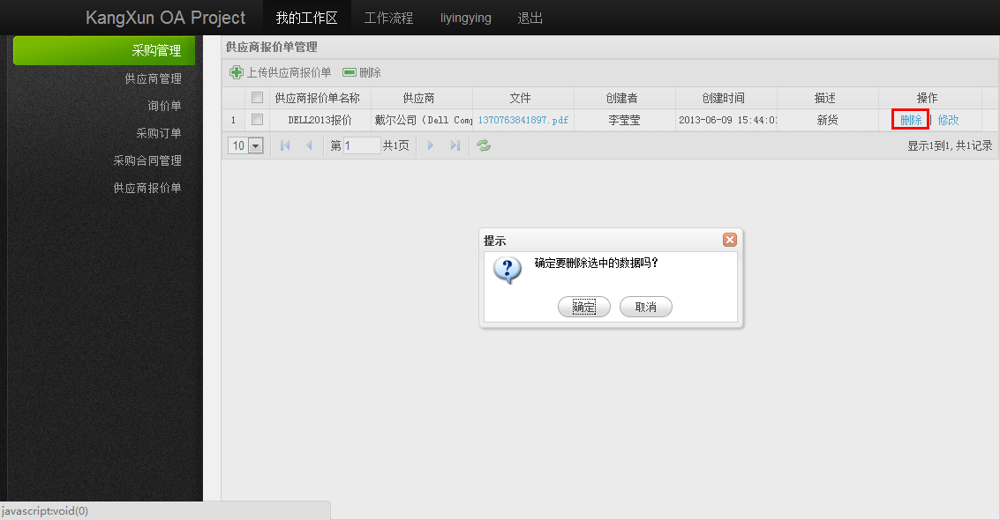 KangXun OA Project 我的工作区 工作流程 liyingying 退出
采购管理
供应商管理
询价单
采购订单
采购合同管理
供应商报价单
供应商报价单管理
上传供应商报价单 删除
供应商报价单名称 供应商 文件 创建者 创建时间 描述 操作
1 DELL2013报价 戴尔公司 (Dell Comp 1370763841897.pdf 李莹莹 2013-06-09 15:44:01 新货 删除 | 修改
10 第 1 共1页 显示1到1,共1记录
提示
确定要删除选中的数据吗?
确定 取消
javascript:void(0)